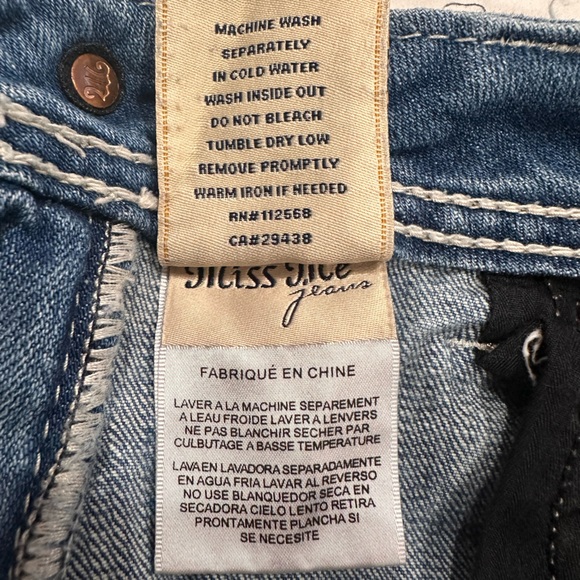 MACHINE WASH
SEPARATELY
IN COLD WATER
WASH INSIDE OUT
DO NOT BLEACH
TUMBLE DRY LOW
REMOVE PROMPTLY
WARM IRON IF NEEDED
RN#112568
CA#29438
Miss Me
jeans
FABRIQUÉ EN CHINE
LAVER A LA MACHINE SEPAREMENT
A LEAU FROIDE LAVER A LENVERS
NE PAS BLANCHIR SECHER PAR
CULBUTAGE A BASSE TEMPERATURE
LAVA EN LAVADORA SEPARADAMENTE
EN AGUA FRIA LAVAR AL REVERSO
NO USE BLANQUEDOR SECA EN
SECADORA CIELO LENTO RETIRA
PRONTAMENTE PLANCHA SI
SE NECESITE